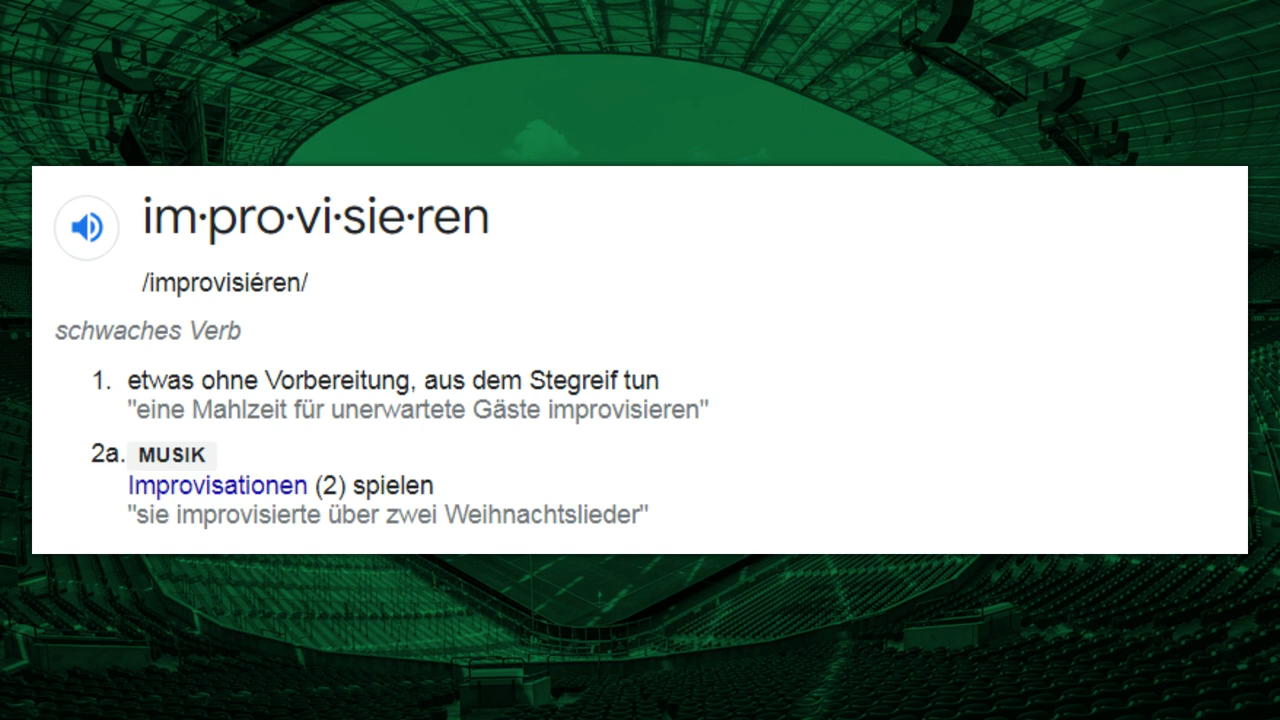 im·pro·vi·sie·ren
/improvisiéren/
schwaches Verb
1. etwas ohne Vorbereitung, aus dem Stegreif tun
"eine Mahlzeit für unerwartete Gäste improvisieren"
2a. MUSIK
Improvisationen (2) spielen
"sie improvisierte über zwei Weihnachtslieder"